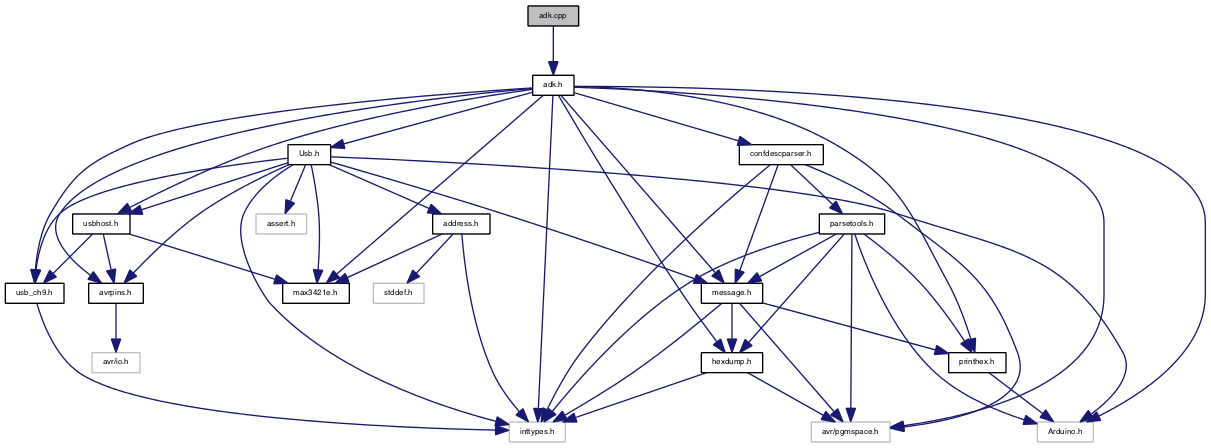 adk.cpp
adk.h
Usb.h
confdescparser.h
usbhost.h
assert.h
address.h
parsetools.h
usb_ch9.h
avrpins.h
max3421e.h
stddef.h
message.h
avr/io.h
hexdump.h
printhex.h
inttypes.h
avr/pgmspace.h
Arduino.h